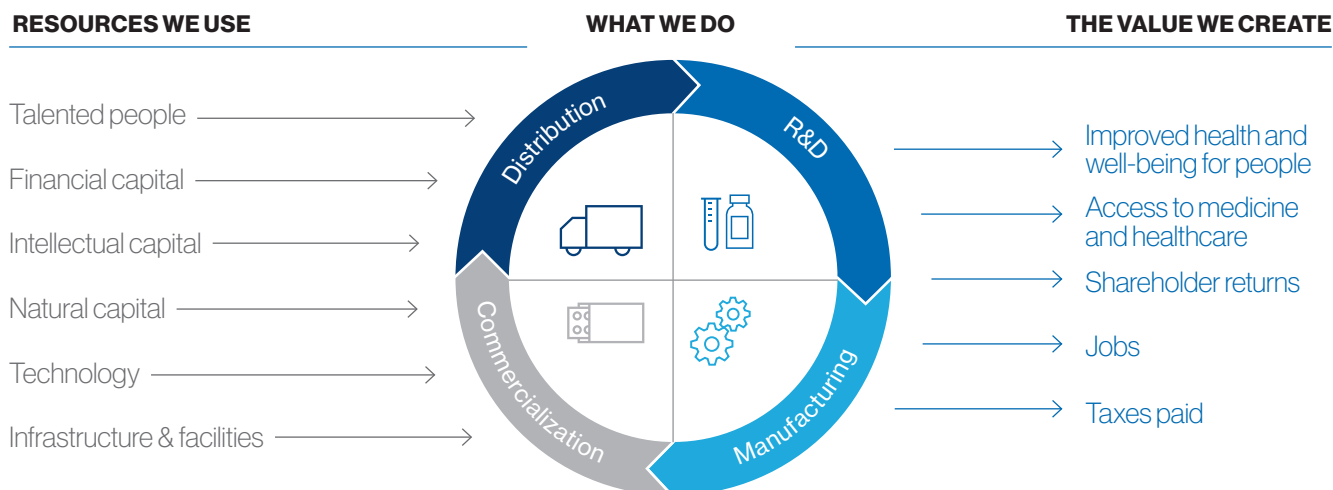 RESOURCES WE USE
WHAT WE DO
THE VALUE WE CREATE
Talented people
Financial capital
Intellectual capital
Natural capital
Technology
Infrastructure & facilities
Distribution
R&D
Manufacturing
Commercialization
Improved health and
well-being for people
Access to medicine
and healthcare
Shareholder returns
Jobs
Taxes paid